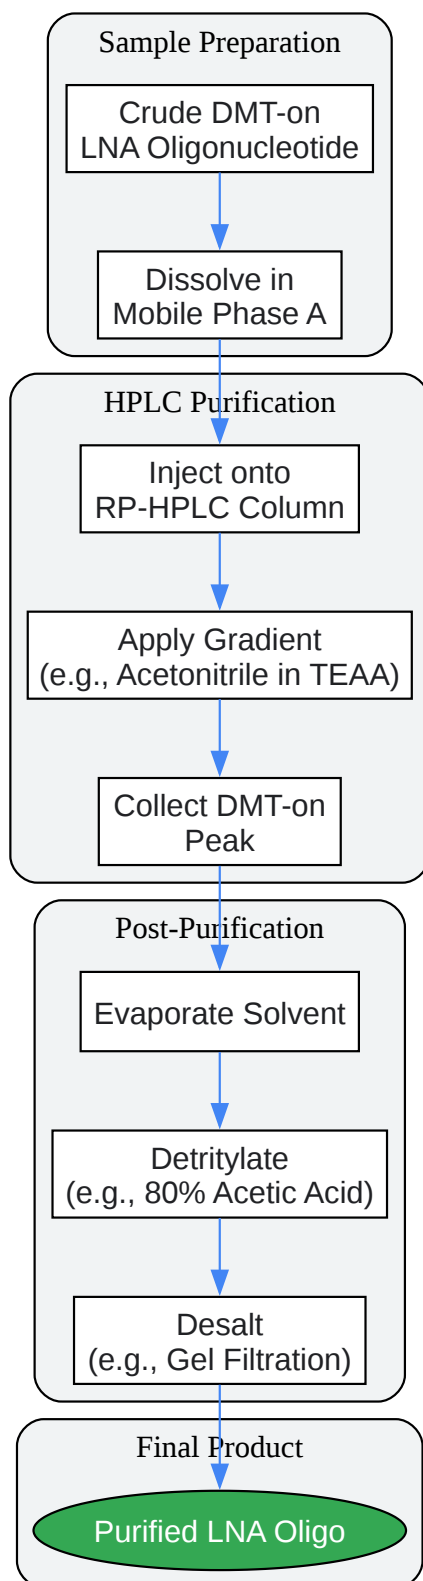 Sample Preparation
Crude DMT-on
LNA Oligonucleotide
Dissolve in
Mobile Phase A
HPLC Purification
Inject onto
RP-HPLC Column
Apply Gradient
(e.g., Acetonitrile in TEAA)
Collect DMT-on
Peak
Post-Purification
Evaporate Solvent
Detritylate
(e.g., 80% Acetic Acid)
Desalt
(e.g., Gel Filtration)
Final Product
Purified LNA Oligo